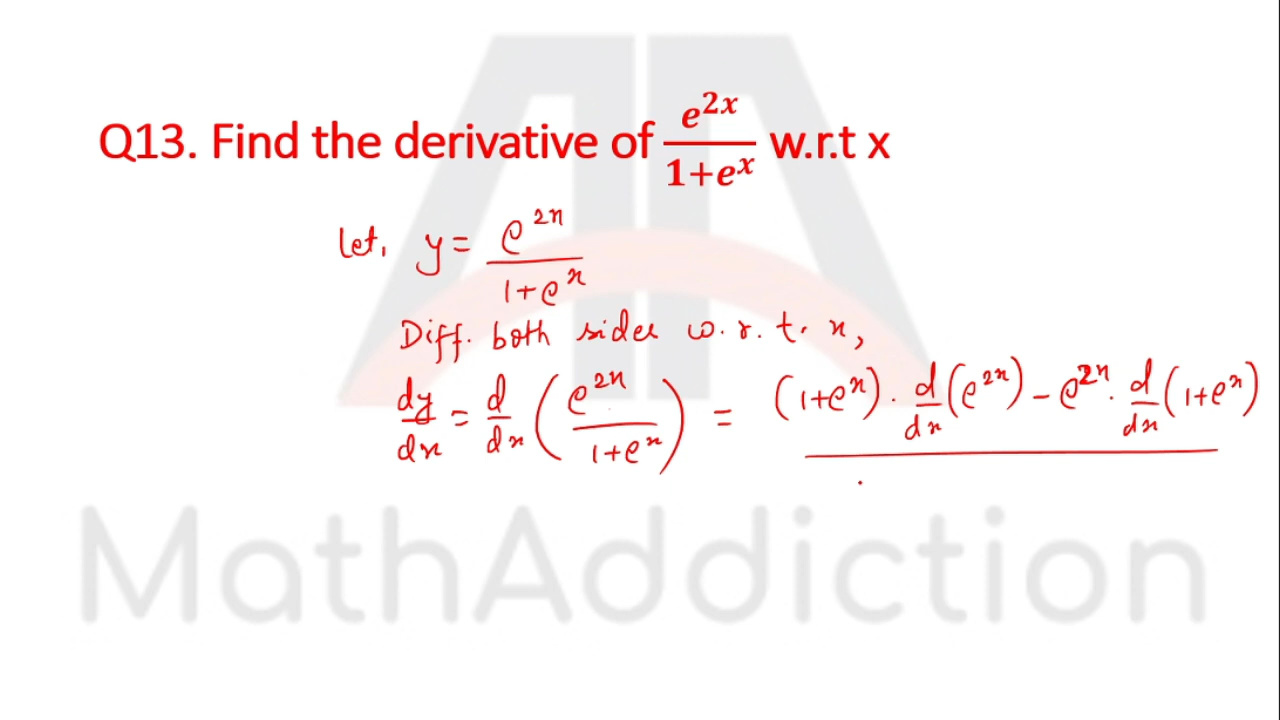 Q13. Find the derivative of e^{2x}/(1+e^x) w.r.t x
let, y = e^{2x}/(1+e^x)
Diff. both sides w.r.t. x,
dy/dx = d/dx (e^{2x}/(1+e^x)) = (1+e^x). d/dx (e^{2x}) - e^{2x}. d/dx (1+e^x)
MathAddiction